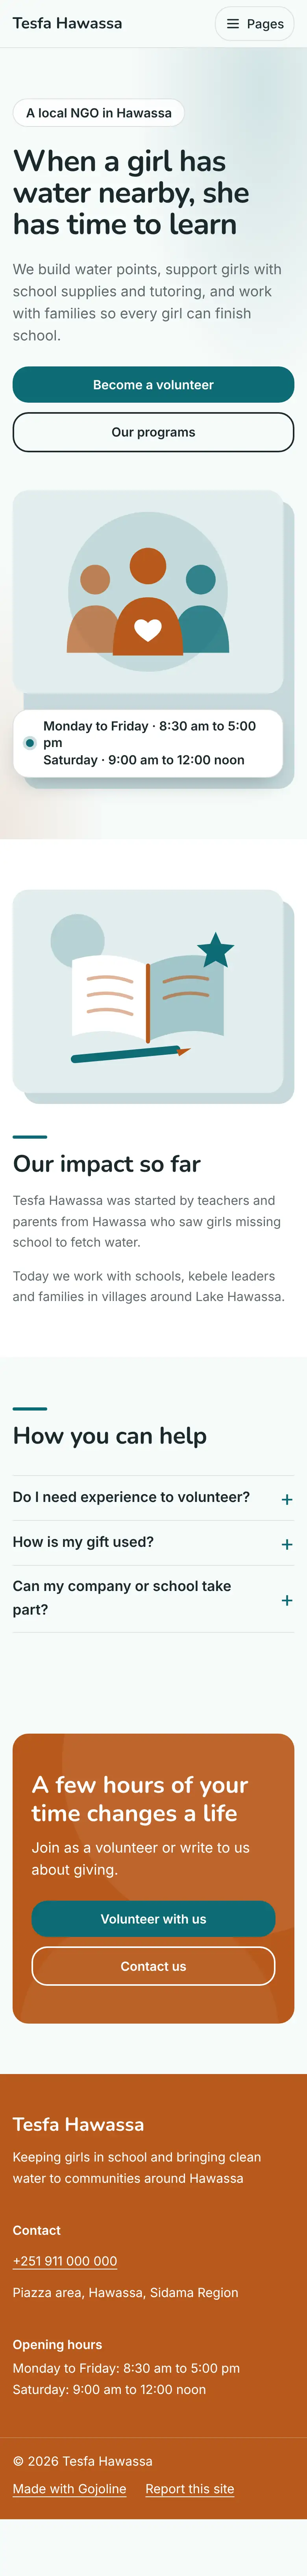 Tesfa Hawassa
Pages
A local NGO in Hawassa
When a girl has
water nearby, she
has time to learn
We build water points, support girls with
school supplies and tutoring, and work
with families so every girl can finish
school.
Become a volunteer
Our programs
Monday to Friday · 8:30 am to 5:00
pm
Saturday · 9:00 am to 12:00 noon
Our impact so far
Tesfa Hawassa was started by teachers and
parents from Hawassa who saw girls missing
school to fetch water.
Today we work with schools, kebele leaders
and families in villages around Lake Hawassa.
How you can help
Do I need experience to volunteer?
How is my gift used?
Can my company or school take
part?
A few hours of your
time changes a life
Join as a volunteer or write to us
about giving.
Volunteer with us
Contact us
Tesfa Hawassa
Keeping girls in school and bringing clean
water to communities around Hawassa
Contact
+251 911 000 000
Piazza area, Hawassa, Sidama Region
Opening hours
Monday to Friday: 8:30 am to 5:00 pm
Saturday: 9:00 am to 12:00 noon
© 2026 Tesfa Hawassa
Made with Gojoline
Report this site